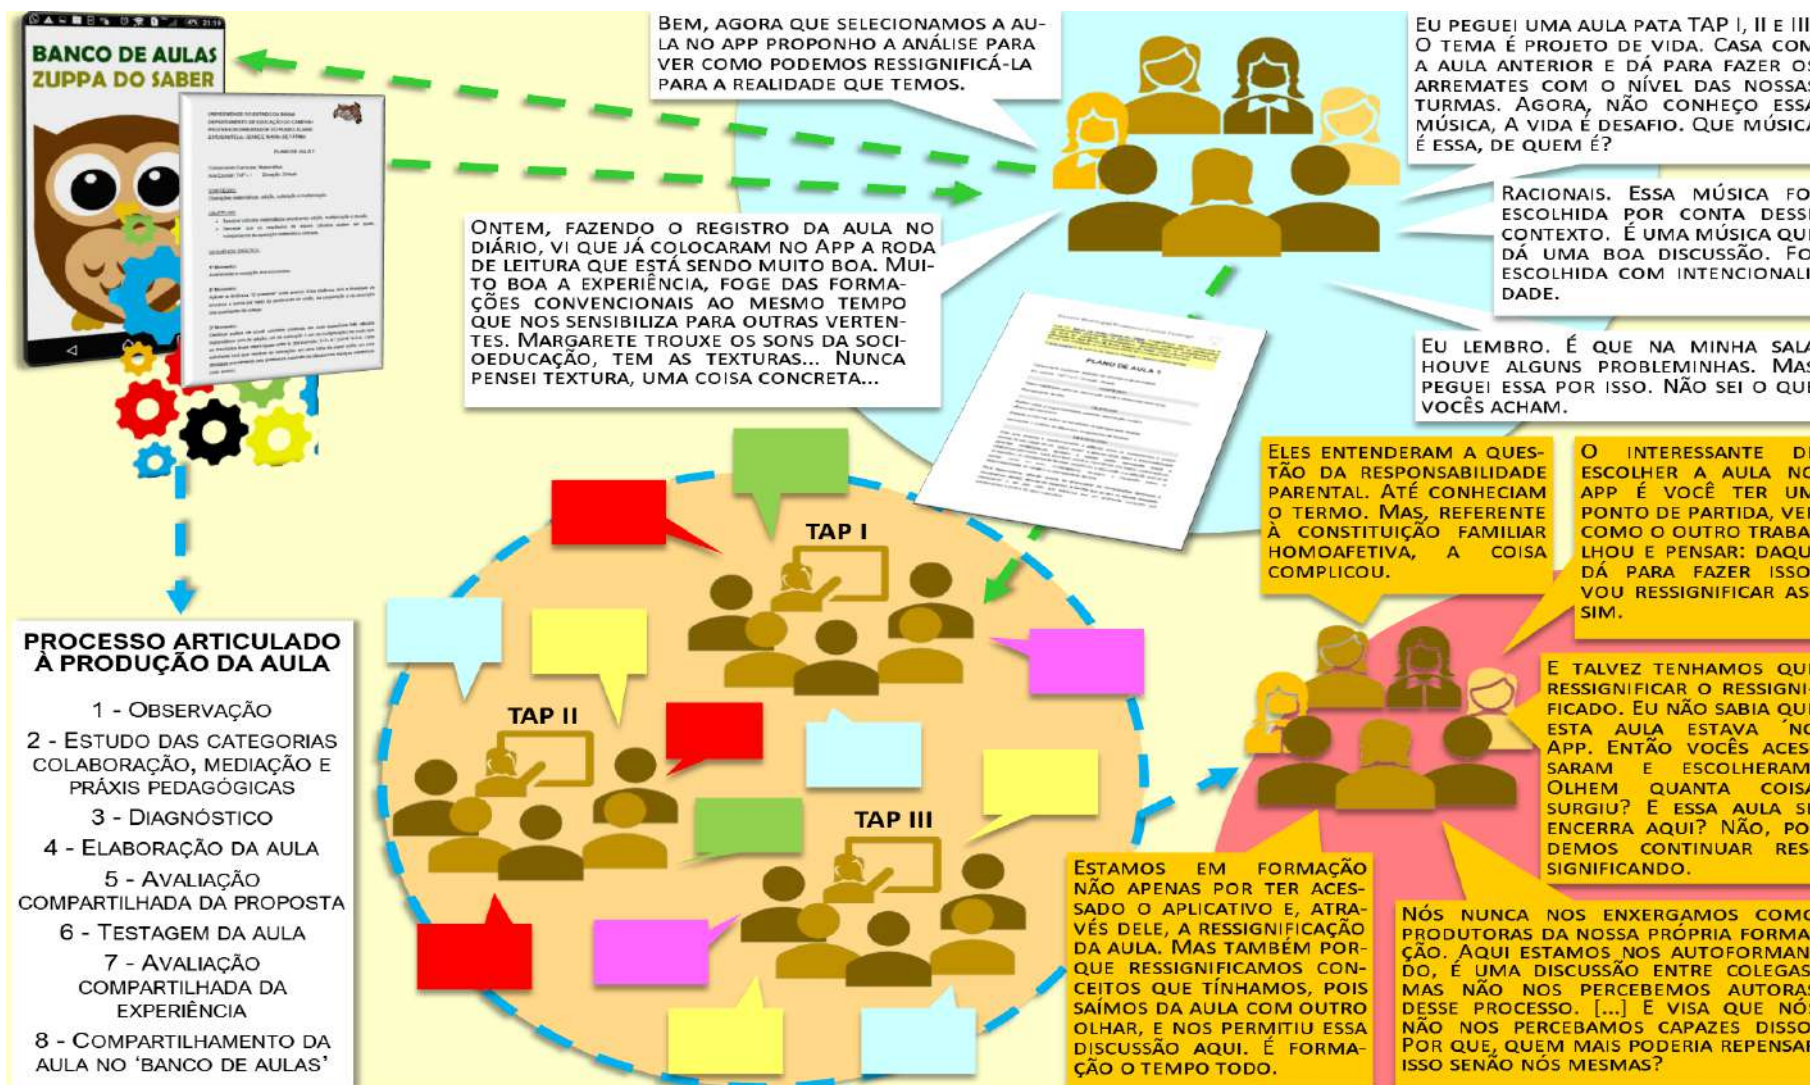 21:19
BANCO DE AULAS
ZUPPA DO SABER
PLANO DE AULA
BEM, AGORA QUE SELECIONAMOS A AU-
LA NO APP PROPONHO A ANÁLISE PARA
VER COMO PODEMOS RESSIGNIFICÁ-LA
PARA A REALIDADE QUE TEMOS.
EU PEGUEI UMA AULA PATA TAP I, II E III
O TEMA É PROJETO DE VIDA. CASA COM
A AULA ANTERIOR E DÁ PARA FAZER OS
ARREMATES COM O NÍVEL DAS NOSSAS
TURMAS. AGORA, NÃO CONHEÇO ESSA
MÚSICA, A VIDA É DESAFIO. QUE MÚSICA
É ESSA, DE QUEM É?
RACIONAIS. ESSA MÚSICA FO
ESCOLHIDA POR CONTA DESSE
CONTEXTO. É UMA MÚSICA QUE
DÁ UMA BOA DISCUSSÃO. FO
ESCOLHIDA COM INTENCIONALI
DADE.
EU LEMBRO. É QUE NA MINHA SALA
HOUVE ALGUNS PROBLEMINHAS. MAS
PEGUEI ESSA POR ISSO. NÃO SEI O QUE
VOCÊS ACHAM.
ONTEM, FAZENDO O REGISTRO DA AULA NO
DIÁRIO, VI QUE JÁ COLOCARAM NO APP A RODA
DE LEITURA QUE ESTÁ SENDO MUITO BOA. MUI-
TO BOA A EXPERIÊNCIA, FOGE DAS FORMA-
ÇÕES CONVENCIONAIS AO MESMO TEMPO
QUE NOS SENSIBILIZA PARA OUTRAS VERTEN-
TES. MARGARETE TROUXE OS SONS DA SOCI-
OEDUCAÇÃO, TEM AS TEXTURAS... NUNCA
PENSEI TEXTURA, UMA COISA CONCRETA...
PLANO DE AULA 1
TAP I
TAP II
TAP III
PROCESSO ARTICULADO
À PRODUÇÃO DA AULA
1 - OBSERVAÇÃO
2 - ESTUDO DAS CATEGORIAS
COLABORAÇÃO, MEDIAÇÃO E
PRÁXIS PEDAGÓGICAS
3 - DIAGNÓSTICO
4 - ELABORAÇÃO DA AULA
5 - AVALIAÇÃO
COMPARTILHADA DA PROPOSTA
6 - TESTAGEM DA AULA
7 - AVALIAÇÃO
COMPARTILHADA DA
EXPERIÊNCIA
8 - COMPARTILHAMENTO DA
AULA NO ‘BANCO DE AULAS’
ELES ENTENDERAM A QUES-
TÃO DA RESPONSABILIDADE
PARENTAL. ATÉ CONHECIAM
O TERMO. MAS, REFERENTE
À CONSTITUIÇÃO FAMILIAR
HOMOAFETIVA, A COISA
COMPLICOU.
O INTERESSANTE DE
ESCOLHER A AULA NO
APP É VOCÊ TER UM
PONTO DE PARTIDA, VER
COMO O OUTRO TRABA
LHOU E PENSAR: DAQUI
DÁ PARA FAZER ISSO
VOU RESSIGNIFICAR AS-
SIM.
E TALVEZ TENHAMOS QUE
RESSIGNIFICAR O RESSIGNI-
FICADO. EU NÃO SABIA QUE
ESTA AULA ESTAVA ´NO
APP. ENTÃO VOCÊS ACES-
SARAM E ESCOLHERAM
OLHEM QUANTA COISA
SURGIU? E ESSA AULA SE
ENCERRA AQUI? NÃO, PO-
DEMOS CONTINUAR RES-
SIGNIFICANDO.
ESTAMOS EM FORMAÇÃO
NÃO APENAS POR TER ACES-
SADO O APLICATIVO E, ATRA-
VÉS DELE, A RESSIGNIFICAÇÃO
DA AULA. MAS TAMBÉM POR-
QUE RESSIGNIFICAMOS CON-
CEITOS QUE TÍNHAMOS, POIS
SAÍMOS DA AULA COM OUTRO
OLHAR, E NOS PERMITIU ESSA
DISCUSSÃO AQUI. É FORMA-
ÇÃO O TEMPO TODO.
NÓS NUNCA NOS ENXERGAMOS COMO
PRODUTORAS DA NOSSA PRÓPRIA FORMA-
ÇÃO. AQUI ESTAMOS NOS AUTOFORMAN-
DO, É UMA DISCUSSÃO ENTRE COLEGAS
MAS NÃO NOS PERCEBEMOS AUTORAS
DESSE PROCESSO. [...] E VISA QUE NÓS
NÃO NOS PERCEBAMOS CAPAZES DISSO.
POR QUE, QUEM MAIS PODERIA REPENSAR
ISSO SENÃO NÓS MESMAS?